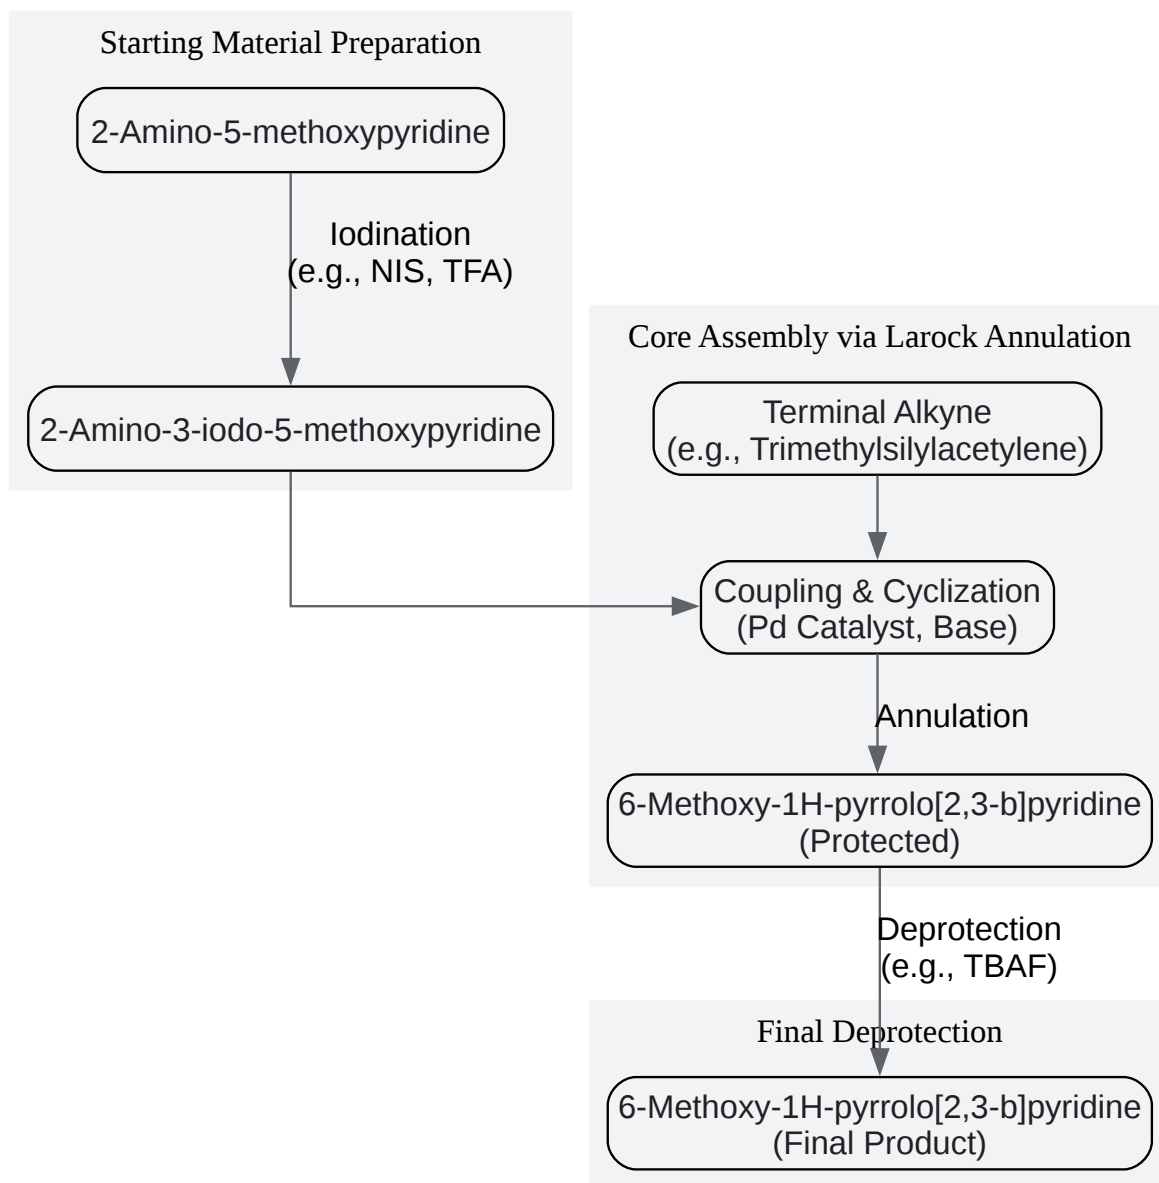 Starting Material Preparation
2-Amino-5-methoxypyridine
Iodination
(e.g., NIS, TFA)
2-Amino-3-iodo-5-methoxypyridine
Core Assembly via Larock Annulation
Terminal Alkyne
(e.g., Trimethylsilylacetylene)
Coupling & Cyclization
(Pd Catalyst, Base)
Annulation
6-Methoxy-1H-pyrrolo[2,3-b]pyridine
(Protected)
Deprotection
(e.g., TBAF)
Final Deprotection
6-Methoxy-1H-pyrrolo[2,3-b]pyridine
(Final Product)